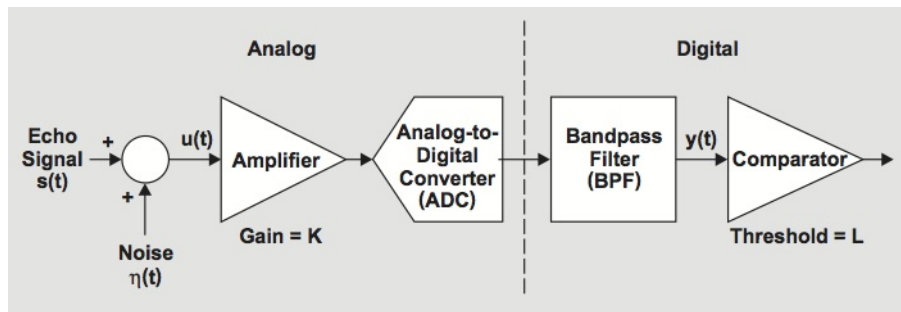 Analog
Digital
Echo
Signal
s(t)
+
+
u(t)
Noise
η(t)
Amplifier
Gain = K
Analog-to-
Digital
Converter
(ADC)
Bandpass
Filter
(BPF)
y(t)
Comparator
Threshold = L